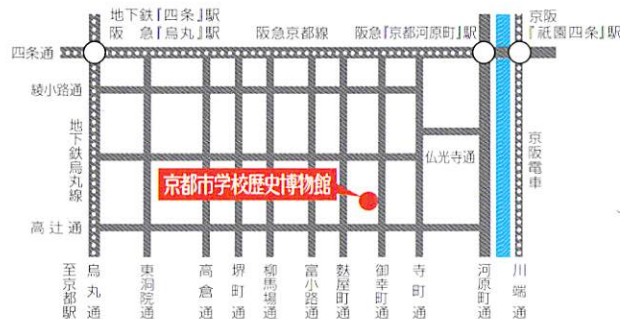 地下鉄『四条』駅
阪 急『烏丸』駅
阪急京都線
阪急『京都河原町』駅
京阪
『祇園四条』駅
四条通
綾小路通
地下鉄烏丸線
仏光寺通
京阪電車
京都市学校歴史博物館
高辻通
至京都駅
烏丸通
東洞院通
高倉通
堺町通
柳馬場通
富小路通
麩屋町通
御幸町通
寺町通
河原町通
川端通